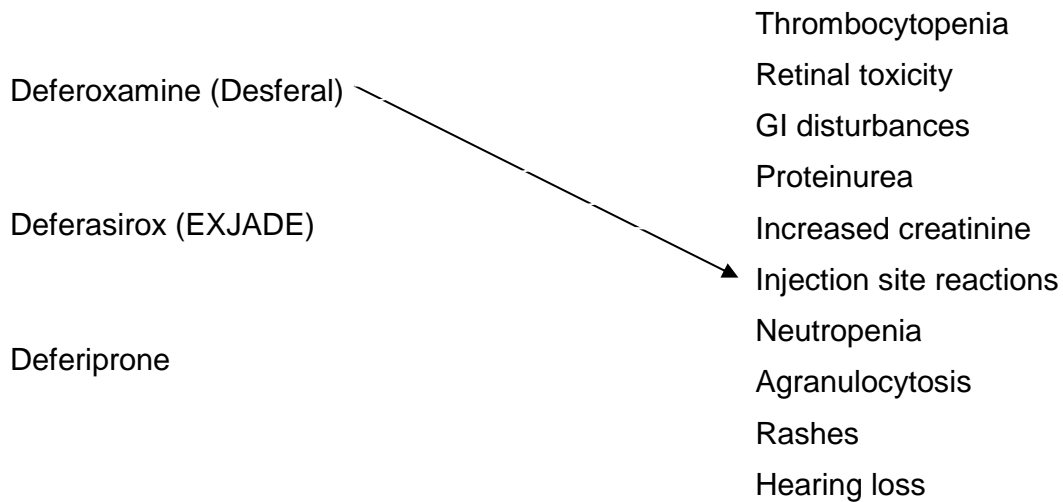 Deferoxamine (Desferal)
Deferasirox (EXJADE)
Deferiprone
Thrombocytopenia
Retinal toxicity
GI disturbances
Proteinurea
Increased creatinine
Injection site reactions
Neutropenia
Agranulocytosis
Rashes
Hearing loss